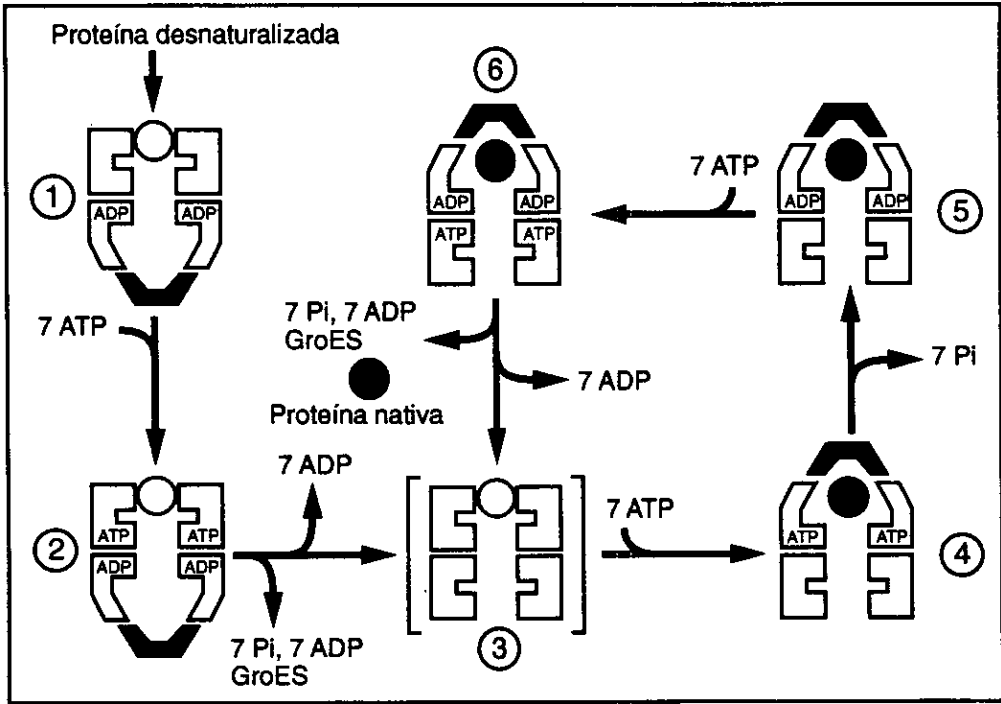 Proteína desnaturalizada
1
ADP ADP
7 ATP
2
ATP ATP
ADP ADP
7 ADP
7 Pi, 7 ADP
GroES
3
7 ATP
4
ATP ATP
7 Pi
5
ADP ADP
7 ATP
6
ADP ADP
ATP ATP
7 Pi, 7 ADP
GroES
7 ADP
Proteína nativa